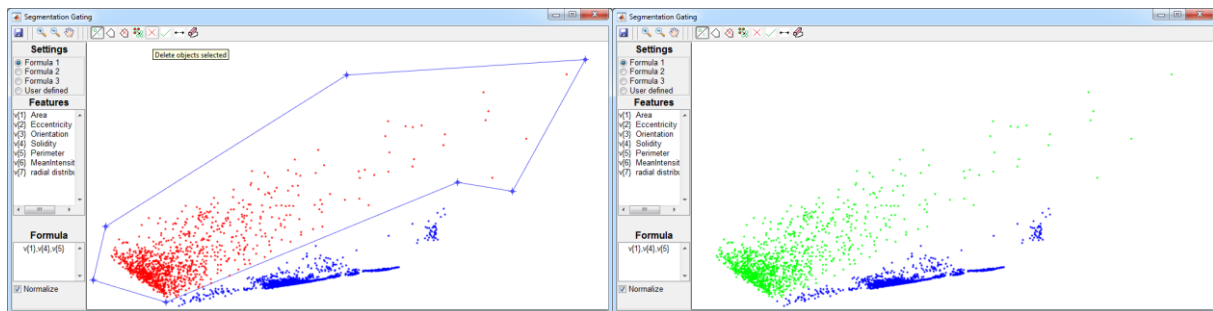 Segmentation Gating
Settings
Formula 1
Formula 2
Formula 3
User defined
Features
v{1} Area
v{2} Eccentricity
v{3} Orientation
v{4} Solidity
v{5} Perimeter
v{6} MeanIntensit
v{7} radial distribu
Formula
v{1},v{4},v{5}
Normalize
Delete objects selected
Segmentation Gating
Settings
Formula 1
Formula 2
Formula 3
User defined
Features
v{1} Area
v{2} Eccentricity
v{3} Orientation
v{4} Solidity
v{5} Perimeter
v{6} MeanIntensit
v{7} radial distribu
Formula
v{1},v{4},v{5}
Normalize